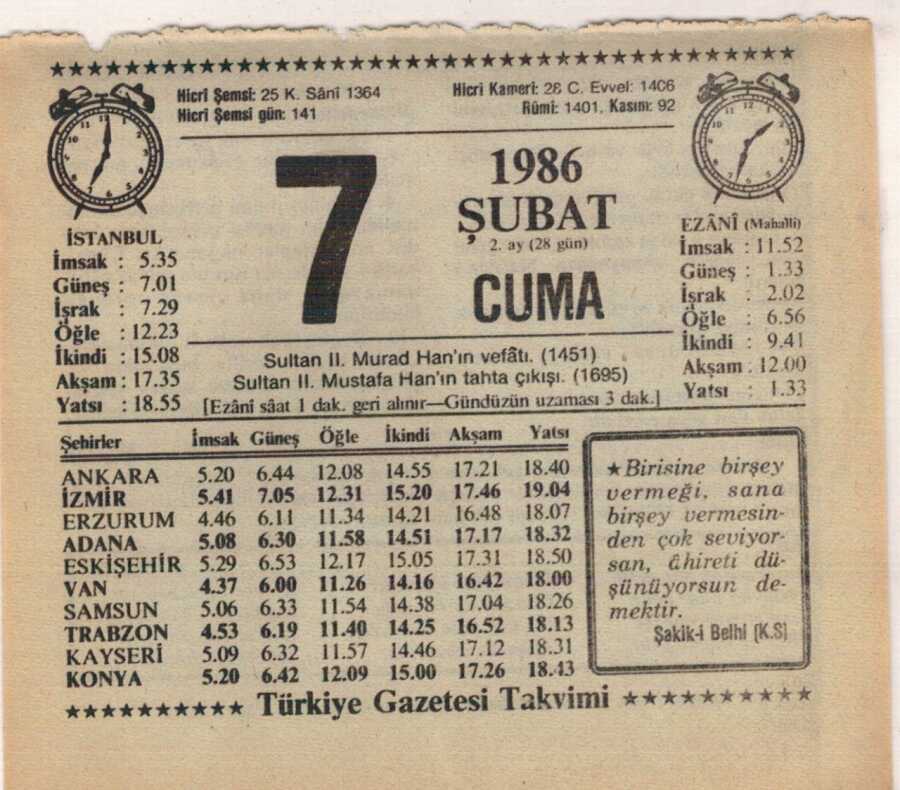 Hicrî Şemsî: 25 K. Sânî 1364
Hicrî Şemsî gün: 141
Hicrî Kamerî: 28 C. Evvel: 1406
Rûmî: 1401, Kasım: 92
7
1986
ŞUBAT
2. ay (28 gün)
CUMA
İSTANBUL
İmsak : 5.35
Güneş : 7.01
İşrak : 7.29
Öğle : 12.23
İkindi : 15.08
Akşam : 17.35
Yatsı : 18.55
EZÂNÎ (Mahallî)
İmsak : 11.52
Güneş : 1.33
İşrak : 2.02
Öğle : 6.56
İkindi : 9.41
Akşam : 12.00
Yatsı : 1.33
Sultan II. Murad Han'ın vefâtı. (1451)
Sultan II. Mustafa Han'ın tahta çıkışı. (1695)
[Ezânî sâat 1 dak. geri alınır—Gündüzün uzaması 3 dak.]
Şehirler İmsak Güneş Öğle İkindi Akşam Yatsı
ANKARA 5.20 6.44 12.08 14.55 17.21 18.40
İZMİR 5.41 7.05 12.31 15.20 17.46 19.04
ERZURUM 4.46 6.11 11.34 14.21 16.48 18.07
ADANA 5.08 6.30 11.58 14.51 17.17 18.32
ESKİŞEHİR 5.29 6.53 12.17 15.05 17.31 18.50
VAN 4.37 6.00 11.26 14.16 16.42 18.00
SAMSUN 5.06 6.33 11.54 14.38 17.04 18.26
TRABZON 4.53 6.19 11.40 14.25 16.52 18.13
KAYSERİ 5.09 6.32 11.57 14.46 17.12 18.31
KONYA 5.20 6.42 12.09 15.00 17.26 18.43
★Birisine birşey
vermeği, sana
birşey vermesin-
den çok seviyor-
san, âhireti dü-
şünüyorsun de-
mektir.
Şakik-i Belhi (K.S)
Türkiye Gazetesi Takvimi